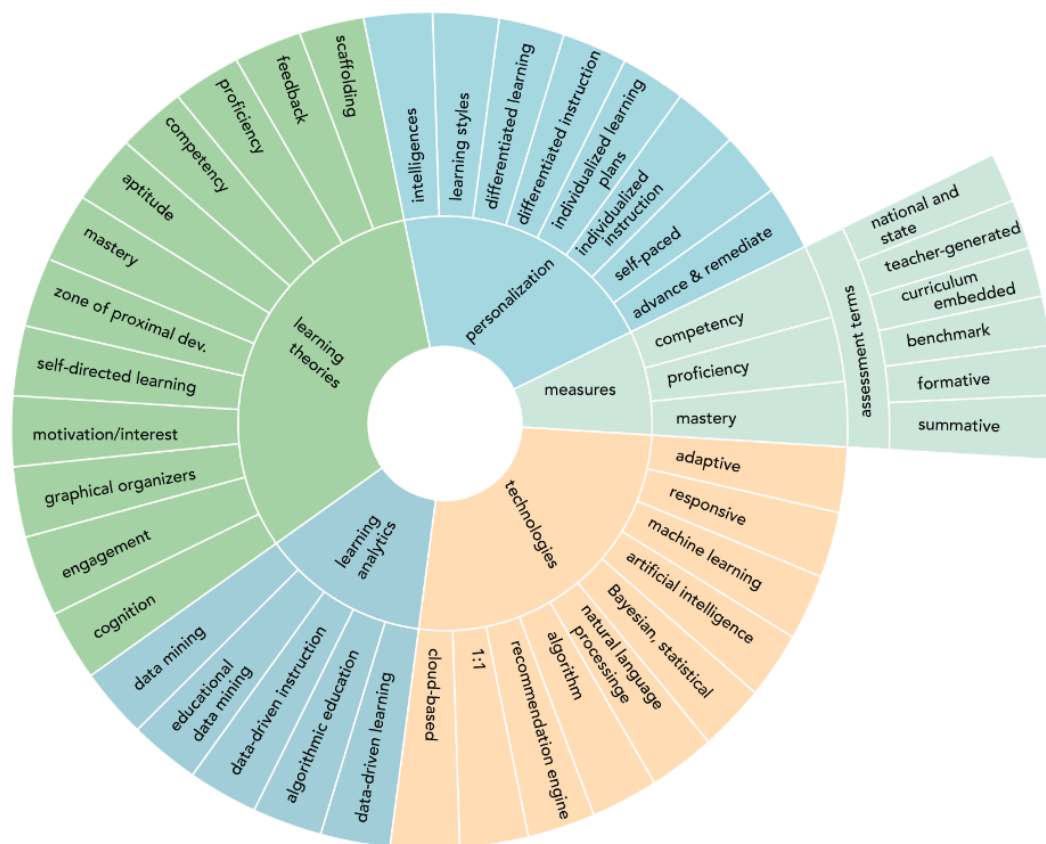 learning
theories
scaffolding
feedback
proficiency
competency
aptitude
mastery
zone of proximal dev.
self-directed learning
motivation/interest
graphical organizers
engagement
cognition
personalization
intelligences
learning styles
differentiated learning
differentiated instruction
individualized learning
plans
individualized
instruction
self-paced
advance & remediate
measures
competency
proficiency
mastery
assessment terms
national and
state
teacher-generated
curriculum
embedded
benchmark
formative
summative
technologies
adaptive
responsive
machine learning
artificial intelligence
Bayesian, statistical
natural language
processinge
algorithm
recommendation engine
1:1
cloud-based
learning
analytics
data-driven learning
algorithmic education
data-driven instruction
educational
data mining
data mining